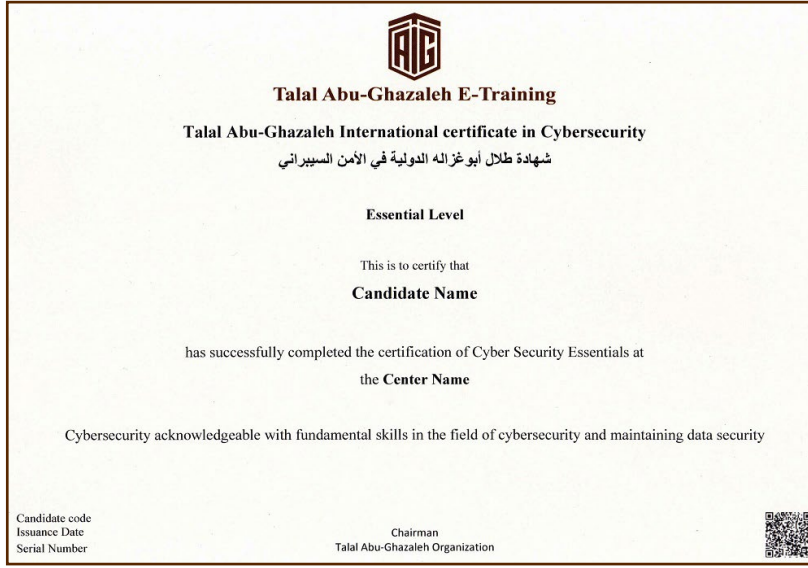 TAG
Talal Abu-Ghazaleh E-Training
Talal Abu-Ghazaleh International certificate in Cybersecurity
شهادة طلال أبوغزاله الدولية في الأمن السيبراني
Essential Level
This is to certify that
Candidate Name
has successfully completed the certification of Cyber Security Essentials at
the Center Name
Cybersecurity acknowledgeable with fundamental skills in the field of cybersecurity and maintaining data security
Candidate code
Issuance Date
Serial Number
Chairman
Talal Abu-Ghazaleh Organization